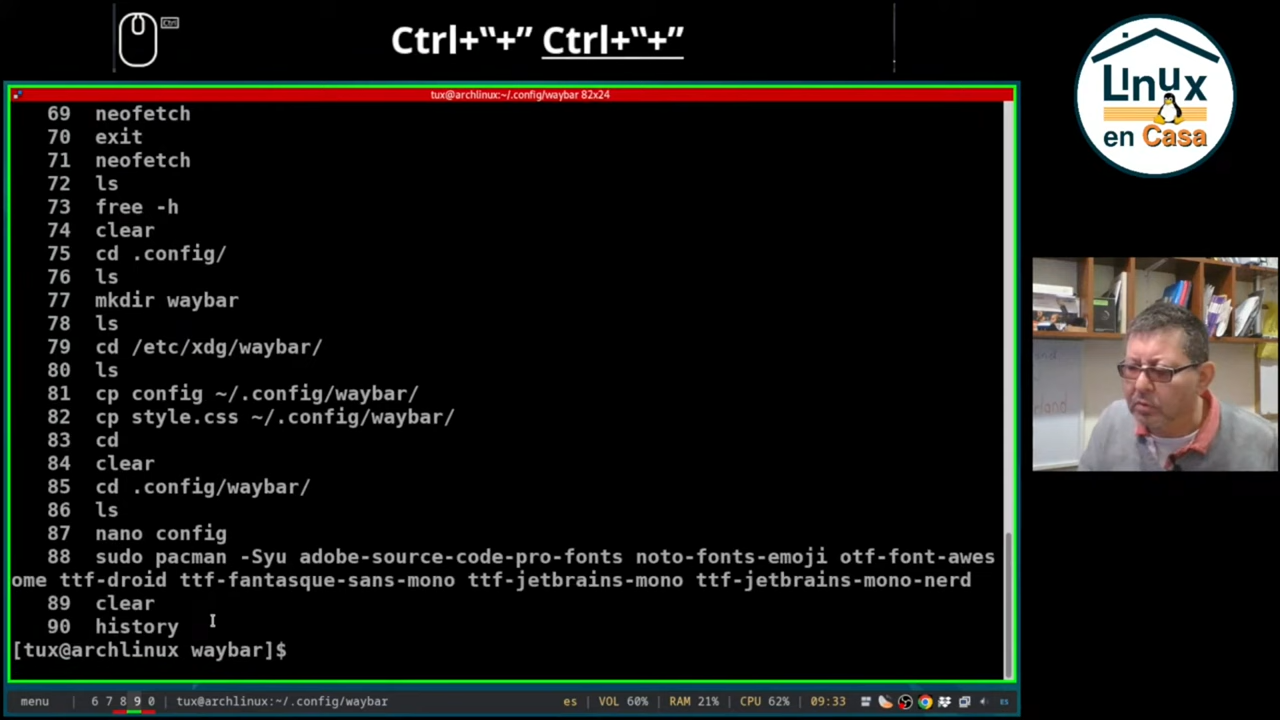 Ctrl
Ctrl+“+” Ctrl+“+”
Linux
en Casa
tux@archlinux:~/.config/waybar 82x24
69 neofetch
70 exit
71 neofetch
72 ls
73 free -h
74 clear
75 cd .config/
76 ls
77 mkdir waybar
78 ls
79 cd /etc/xdg/waybar/
80 ls
81 cp config ~/.config/waybar/
82 cp style.css ~/.config/waybar/
83 cd
84 clear
85 cd .config/waybar/
86 ls
87 nano config
88 sudo pacman -Syu adobe-source-code-pro-fonts noto-fonts-emoji otf-font-awes
ome ttf-droid ttf-fantasque-sans-mono ttf-jetbrains-mono ttf-jetbrains-mono-nerd
89 clear
90 history
[tux@archlinux waybar]$
menu 6 7 8 9 0 tux@archlinux:~/.config/waybar es VOL 60% RAM 21% CPU 62% 09:33 ES